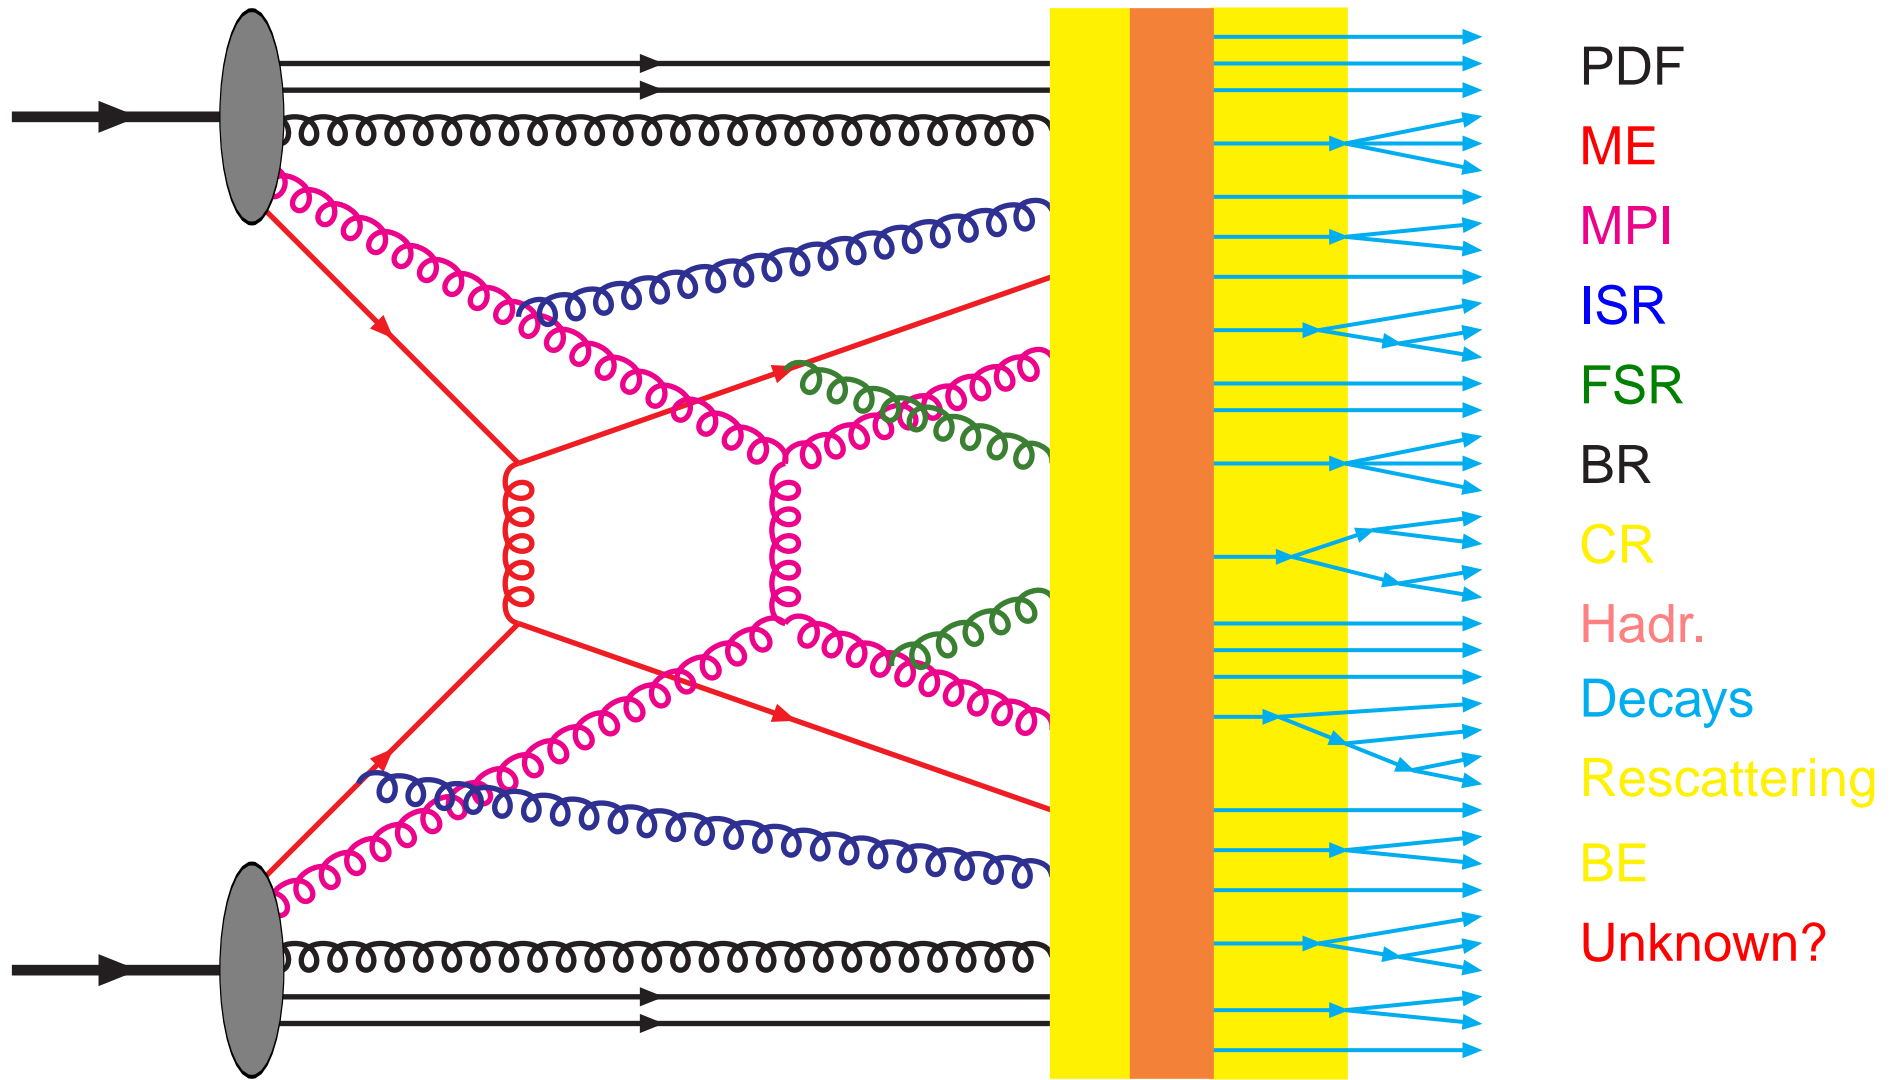 PDF
ME
MPI
ISR
FSR
BR
CR
Hadr.
Decays
Rescattering
BE
Unknown?